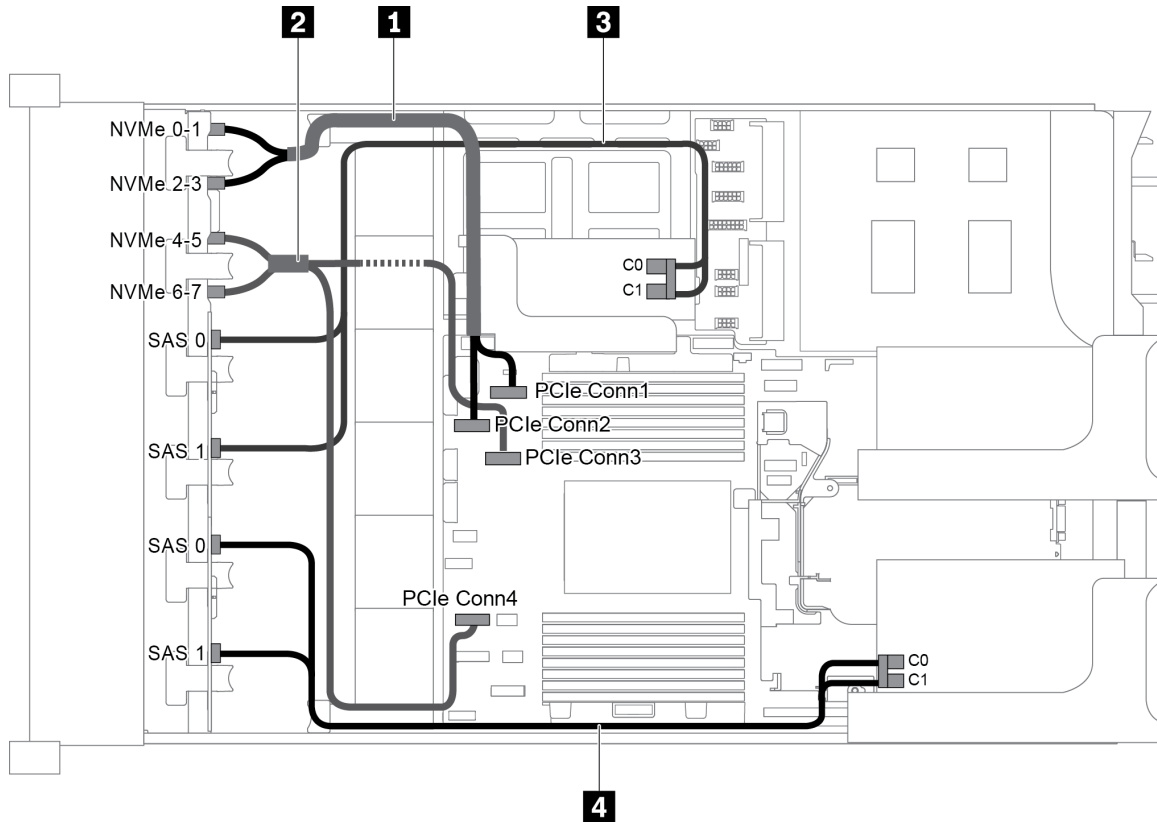 2
1
3
NVMe 0-1
NVMe 2-3
NVMe 4-5
C0
C1
NVMe 6-7
SAS 0
PCIe Conn1
PCIe Conn2
SAS 1
PCIe Conn3
SAS 0
PCIe Conn4
SAS 1
C0
C1
4